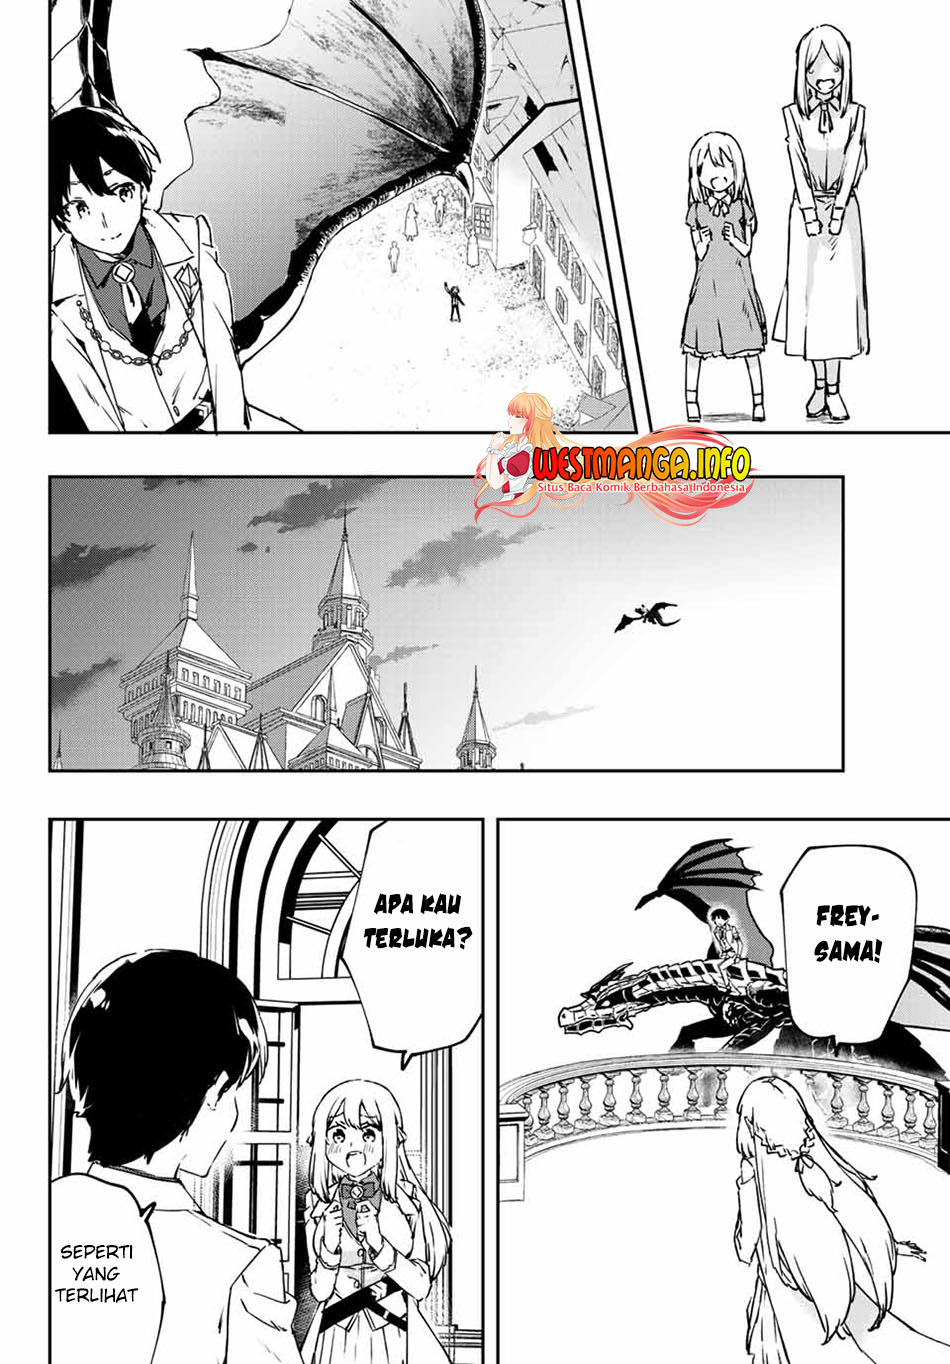 WESTMANGA.INFO
Situs Baca Komik Berbahasa Indonesia
FREY-
SAMA!
APA KAU
TERLUKA?
SEPERTI
YANG
TERLIHAT